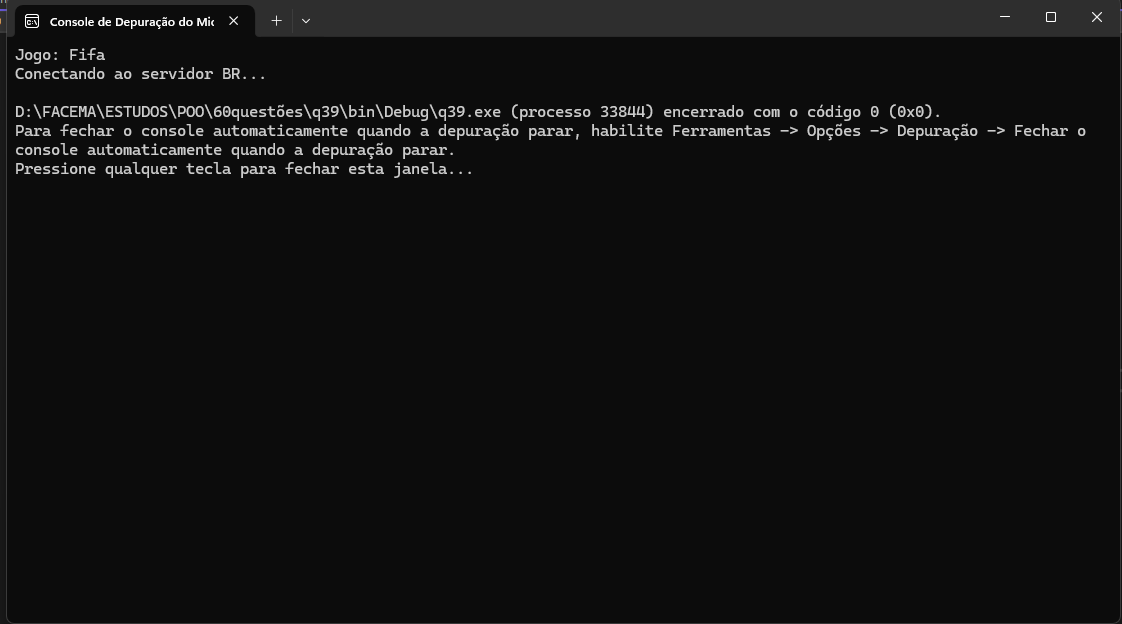 Console de Depuração do Mic
Jogo: Fifa
Conectando ao servidor BR...
D:\FACEMA\ESTUDOS\POO\60questões\q39\bin\Debug\q39.exe (processo 33844) encerrado com o código 0 (0x0).
Para fechar o console automaticamente quando a depuração parar, habilite Ferramentas -> Opções -> Depuração -> Fechar o
console automaticamente quando a depuração parar.
Pressione qualquer tecla para fechar esta janela...